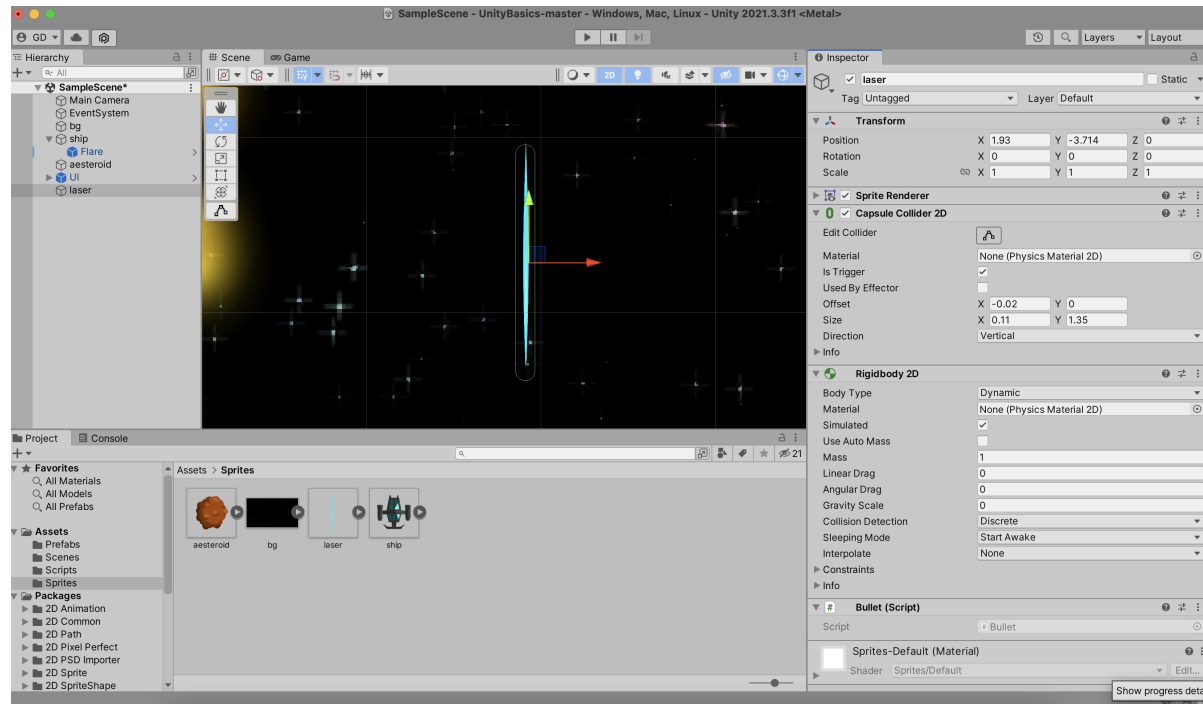 SampleScene - UnityBasics-master - Windows, Mac, Linux - Unity 2021.3.3f1 <Metal>
GD
Layers
Layout
Hierarchy
All
SampleScene*
Main Camera
EventSystem
bg
ship
Flare
aesteroid
UI
laser
Scene
Game
2D
Inspector
laser
Static
Tag Untagged
Layer Default
Transform
Position X 1.93 Y -3.714 Z 0
Rotation X 0 Y 0 Z 0
Scale X 1 Y 1 Z 1
Sprite Renderer
Capsule Collider 2D
Edit Collider
Material None (Physics Material 2D)
Is Trigger
Used By Effector
Offset X -0.02 Y 0
Size X 0.11 Y 1.35
Direction Vertical
Info
Rigidbody 2D
Body Type Dynamic
Material None (Physics Material 2D)
Simulated
Use Auto Mass
Mass 1
Linear Drag 0
Angular Drag 0
Gravity Scale 0
Collision Detection Discrete
Sleeping Mode Start Awake
Interpolate None
Constraints
Info
# Bullet (Script)
Script # Bullet
Sprites-Default (Material)
Shader Sprites/Default
Edit...
Show progress deta
Project
Console
21
Favorites
All Materials
All Models
All Prefabs
Assets
Prefabs
Scenes
Scripts
Sprites
Packages
2D Animation
2D Common
2D Path
2D Pixel Perfect
2D PSD Importer
2D Sprite
2D SpriteShape
Assets > Sprites
aesteroid
bg
laser
ship